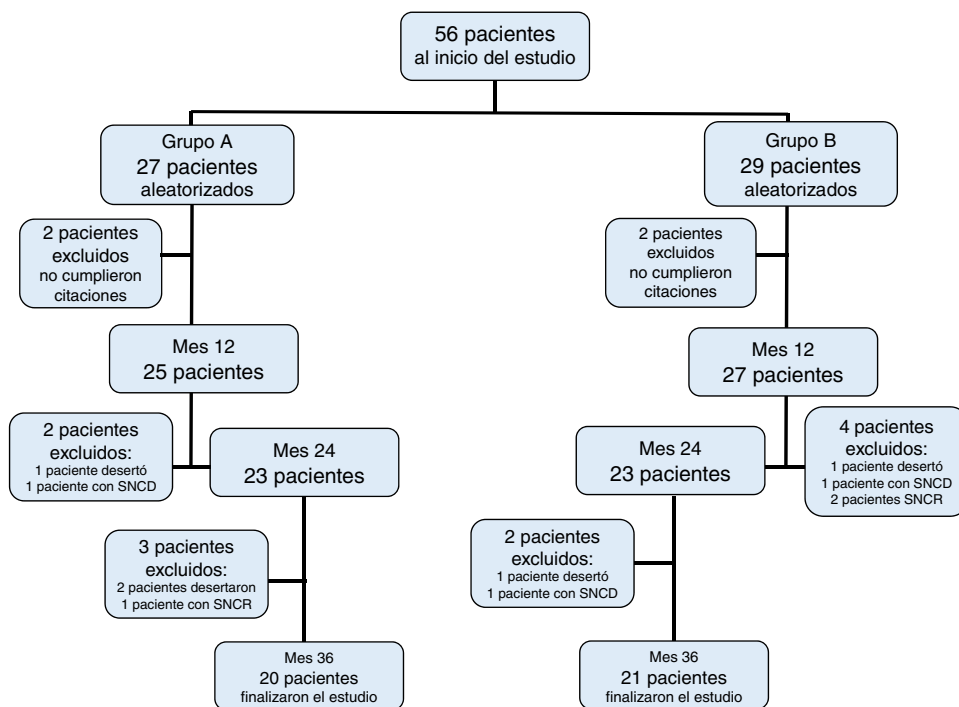 56 pacientes
al inicio del estudio
Grupo A
27 pacientes
aleatorizados
Grupo B
29 pacientes
aleatorizados
2 pacientes
excluidos
no cumplieron
citaciones
2 pacientes
excluidos
no cumplieron
citaciones
Mes 12
25 pacientes
Mes 12
27 pacientes
2 pacientes
excluidos:
1 paciente desertó
1 paciente con SNCD
Mes 24
23 pacientes
Mes 24
23 pacientes
4 pacientes
excluidos:
1 paciente desertó
1 paciente con SNCD
2 pacientes SNCR
3 pacientes
excluidos:
2 pacientes desertaron
1 paciente con SNCR
2 pacientes
excluidos:
1 paciente desertó
1 paciente con SNCD
Mes 36
20 pacientes
finalizaron el estudio
Mes 36
21 pacientes
finalizaron el estudio